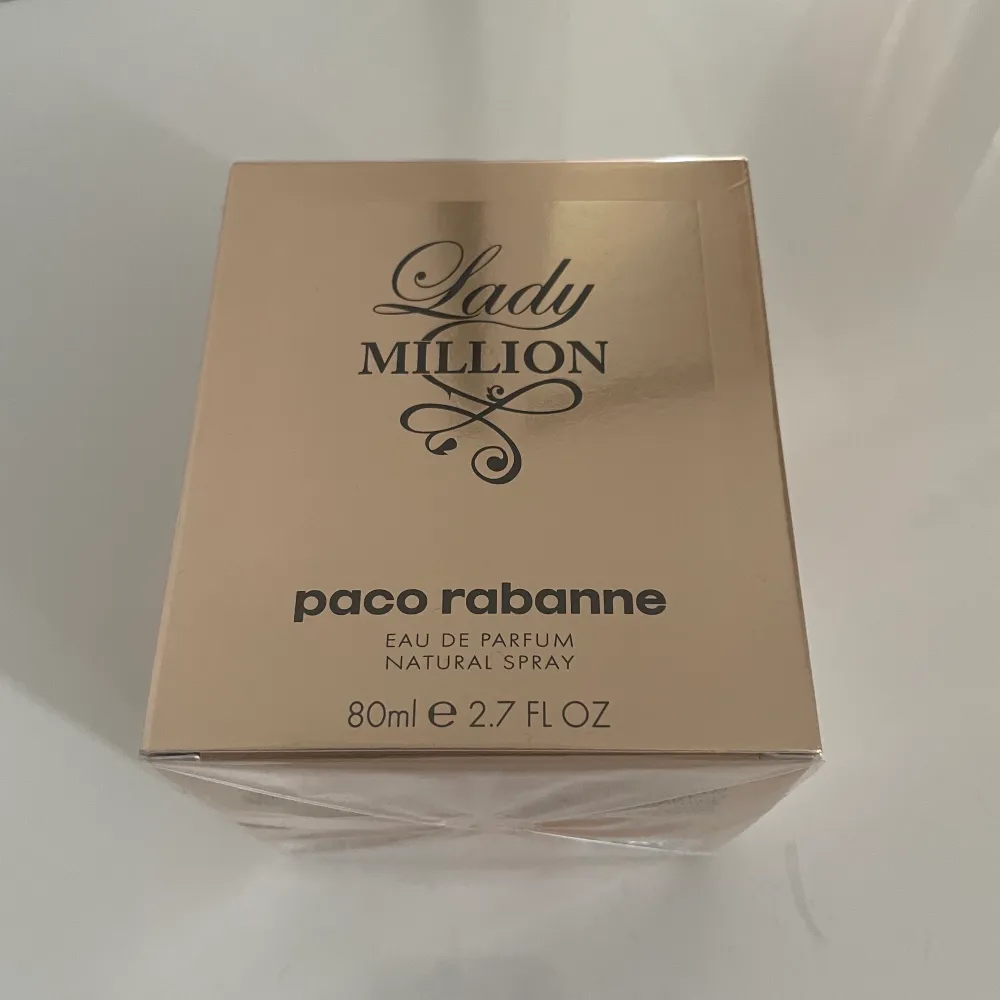 Lady
MILLION
paco rabanne
EAU DE PARFUM
NATURAL SPRAY
80ml e 2.7 FL OZ